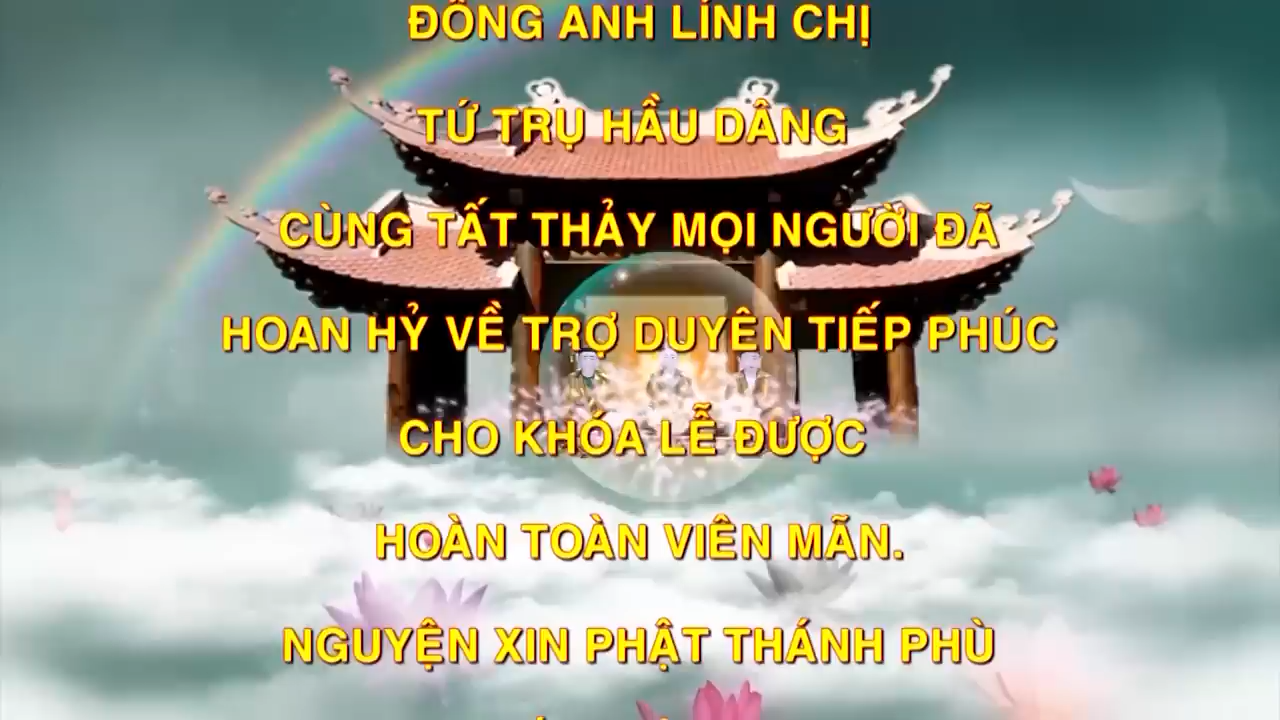 ĐỒNG ANH LÍNH CHỊ
TỨ TRỤ HẦU DÂNG
CÙNG TẤT THẢY MỌI NGƯỜI ĐÃ
HOAN HỶ VỀ TRỢ DUYÊN TIẾP PHÚC
CHO KHÓA LỄ ĐƯỢC
HOÀN TOÀN VIÊN MÃN.
NGUYỆN XIN PHẬT THÁNH PHÙ